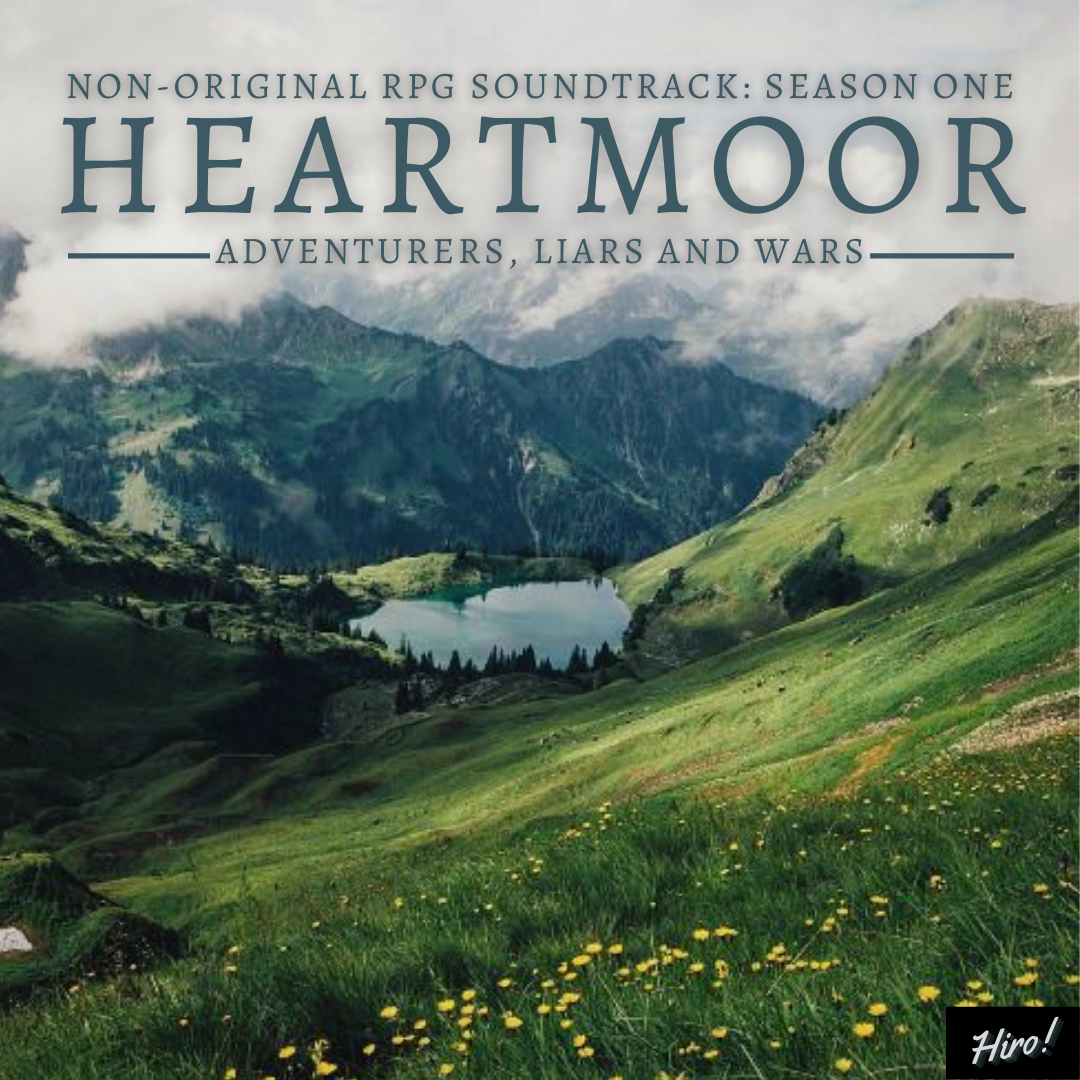 NON-ORIGINAL RPG SOUNDTRACK: SEASON ONE
HEARTMOOR
ADVENTURERS, LIARS AND WARS
Hiro!